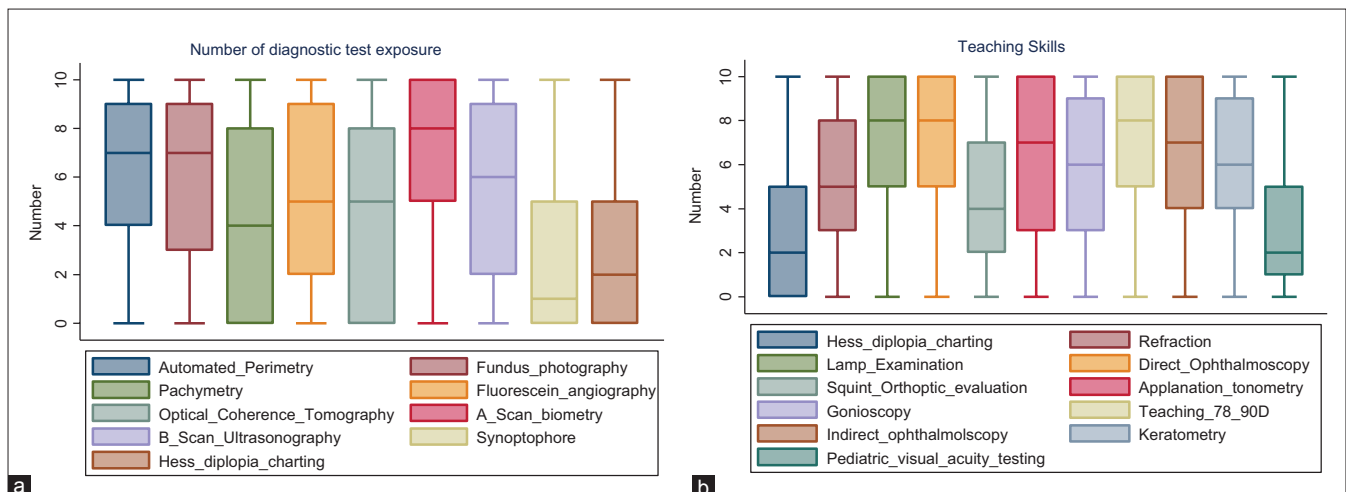 Number of diagnostic test exposure
Number
10
8
6
4
2
0
Automated_Perimetry
Fundus_photography
Pachymetry
Fluorescein_angiography
Optical_Coherence_Tomography
A_Scan_biometry
B_Scan_Ultrasonography
Synoptophore
Hess_diplopia_charting
a
Teaching Skills
Number
10
8
6
4
2
0
Hess_diplopia_charting
Refraction
Lamp_Examination
Direct_Ophthalmoscopy
Squint_Orthoptic_evaluation
Applanation_tonometry
Gonioscopy
Teaching_78_90D
Indirect_ophthalmolscopy
Keratometry
Pediatric_visual_acuity_testing
b